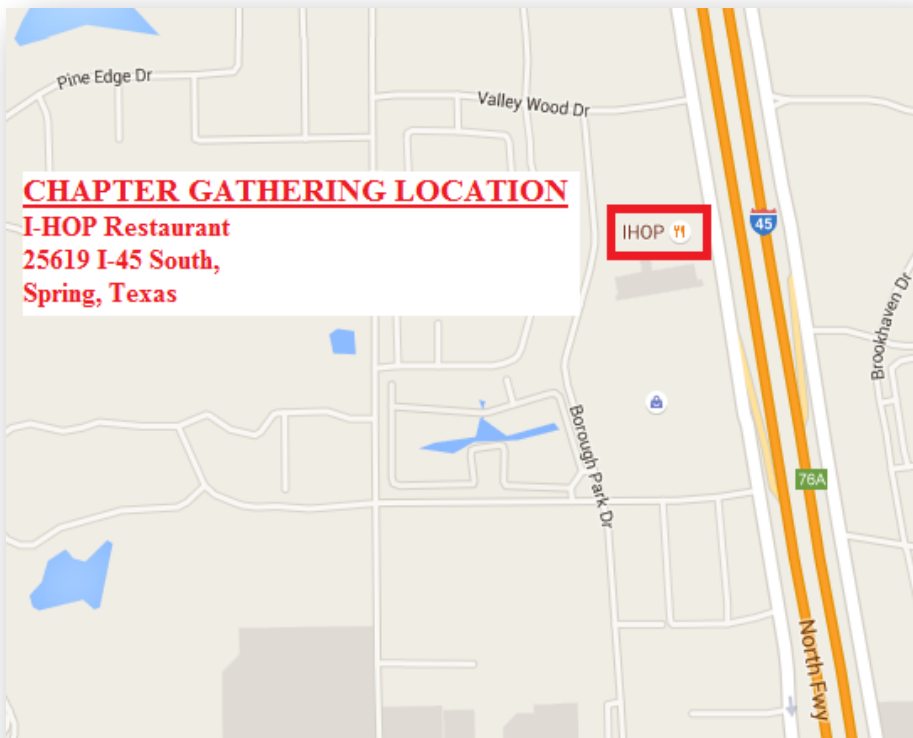 Pine Edge Dr
Valley Wood Dr
CHAPTER GATHERING LOCATION
I-HOP Restaurant
25619 I-45 South,
Spring, Texas
IHOP
45
Brookhaven Dr
Borough Park Dr
76A
North Fwy